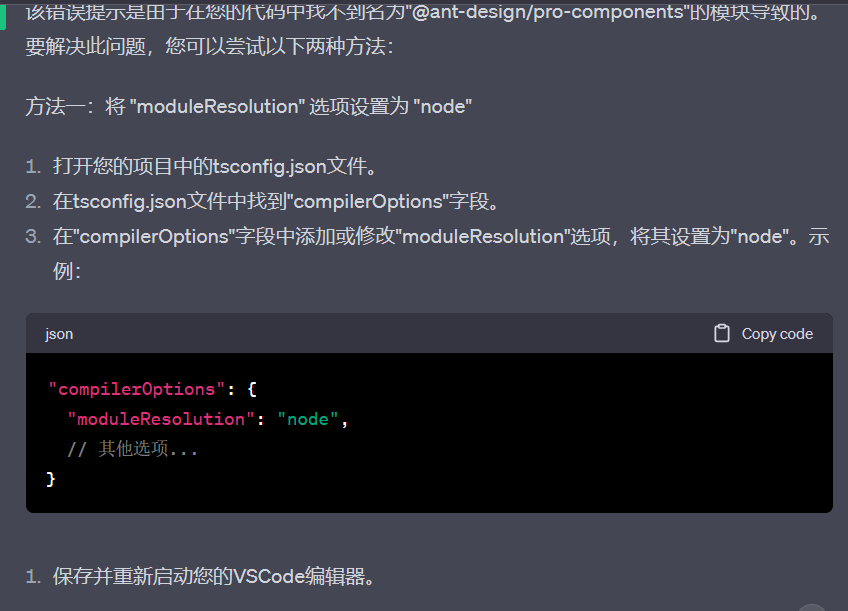 该错误提示是由于在您的代码中找不到名为"@ant-design/pro-components"的模块导致的。
要解决此问题，您可以尝试以下两种方法：
方法一：将 "moduleResolution" 选项设置为 "node"
1. 打开您的项目中的tsconfig.json文件。
2. 在tsconfig.json文件中找到"compilerOptions"字段。
3. 在"compilerOptions"字段中添加或修改"moduleResolution"选项，将其设置为"node"。示
例：
json Copy code
"compilerOptions": {
"moduleResolution": "node",
// 其他选项...
}
1. 保存并重新启动您的VSCode编辑器。